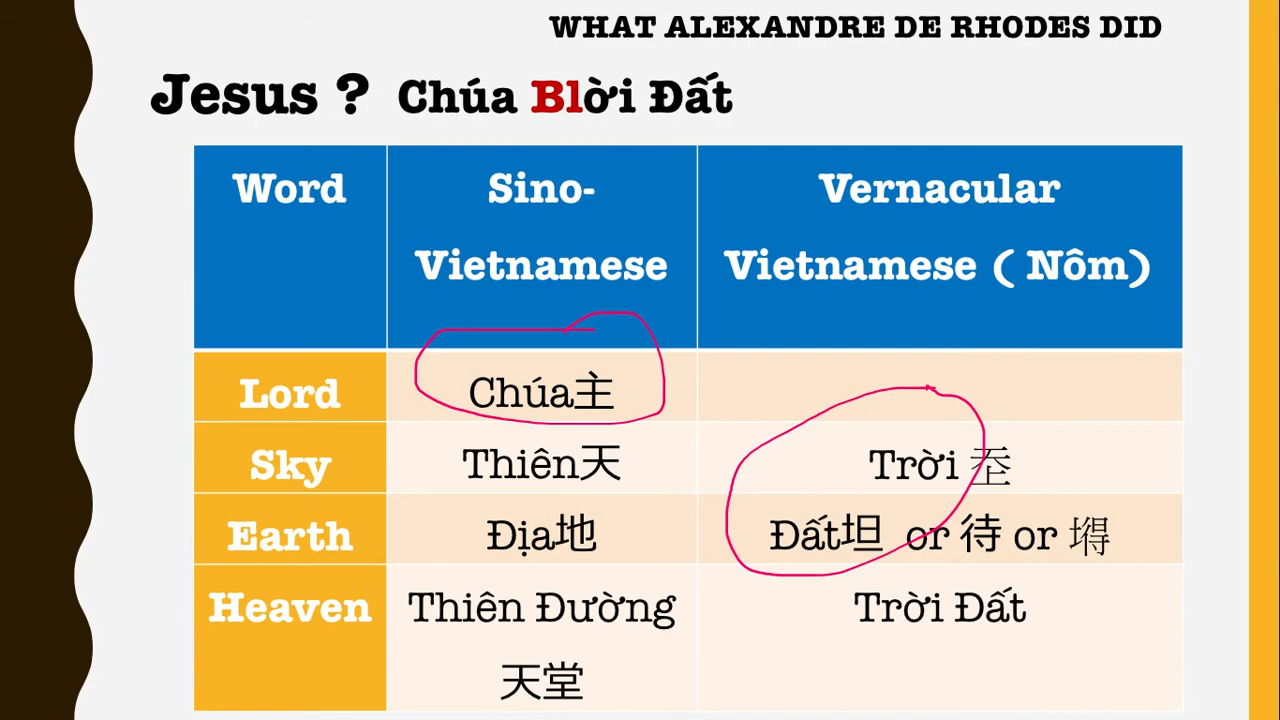 WHAT ALEXANDRE DE RHODES DID
Jesus ? Chúa Blời Đất
Word
Sino-
Vietnamese
Vernacular
Vietnamese ( Nôm)
Lord
Chúa主
Sky
Thiên天
Trời 𡗶
Earth
Địa地
Đất坦 or 待 or 㙮
Heaven
Thiên Đường
天堂
Trời Đất